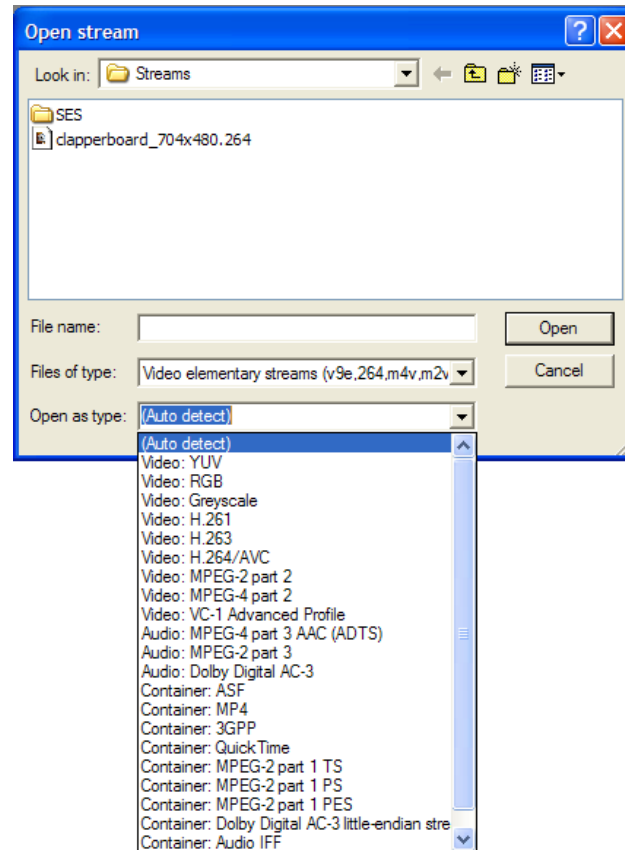 Open stream
Look in: Streams
SES
clapperboard_704x480.264
File name: Open
Files of type: Video elementary streams (v9e,264,m4v,m2v Cancel
Open as type: (Auto detect)
(Auto detect)
Video: YUV
Video: RGB
Video: Greyscale
Video: H.261
Video: H.263
Video: H.264/AVC
Video: MPEG-2 part 2
Video: MPEG-4 part 2
Video: VC-1 Advanced Profile
Audio: MPEG-4 part 3 AAC (ADTS)
Audio: MPEG-2 part 3
Audio: Dolby Digital AC-3
Container: ASF
Container: MP4
Container: 3GPP
Container: QuickTime
Container: MPEG-2 part 1 TS
Container: MPEG-2 part 1 PS
Container: MPEG-2 part 1 PES
Container: Dolby Digital AC-3 little-endian stre
Container: Audio IFF